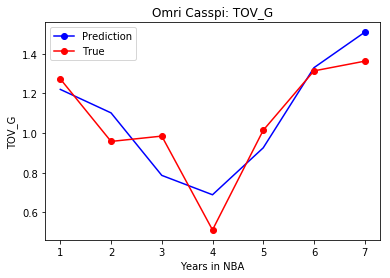 Omri Casspi: TOV_G
Prediction
True
TOV_G
1.4
1.2
1.0
0.8
0.6
1 2 3 4 5 6 7
Years in NBA